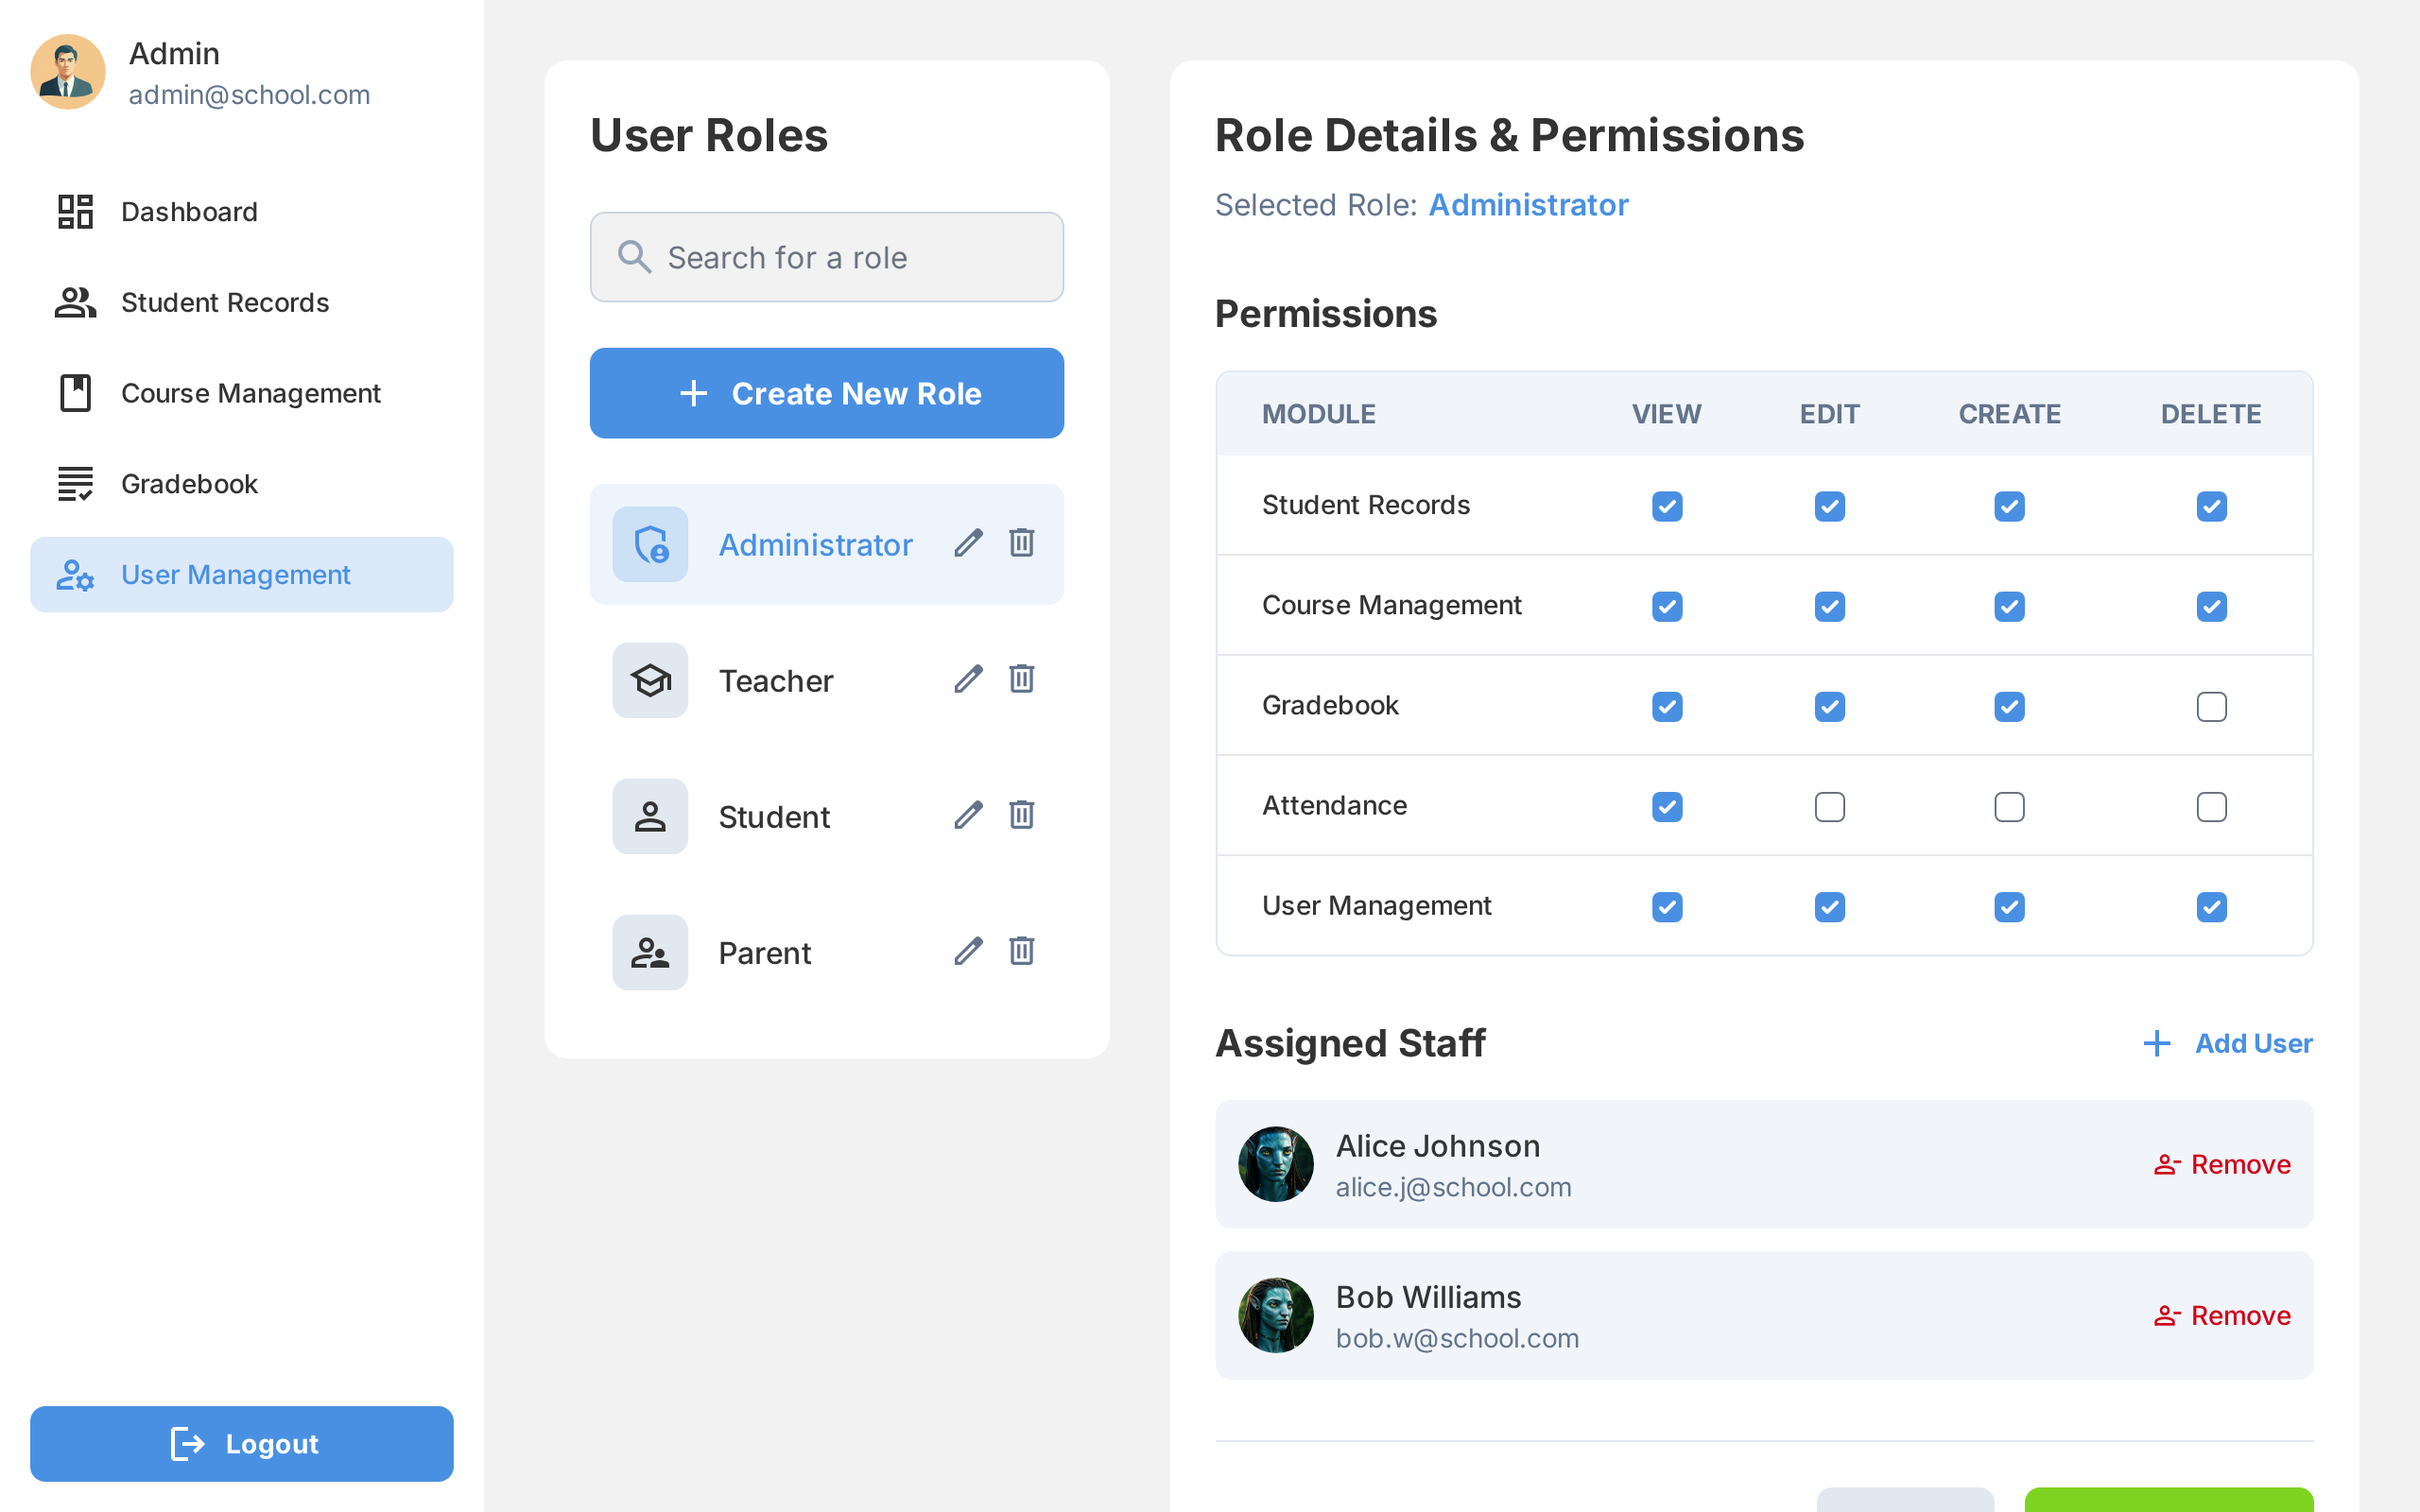 Admin
admin@school.com
Dashboard
Student Records
Course Management
Gradebook
User Management
Logout
User Roles
Search for a role
Create New Role
Administrator
Teacher
Student
Parent
Role Details & Permissions
Selected Role: Administrator
Permissions
MODULE VIEW EDIT CREATE DELETE
Student Records
Course Management
Gradebook
Attendance
User Management
Assigned Staff
Add User
Alice Johnson
alice.j@school.com
Remove
Bob Williams
bob.w@school.com
Remove